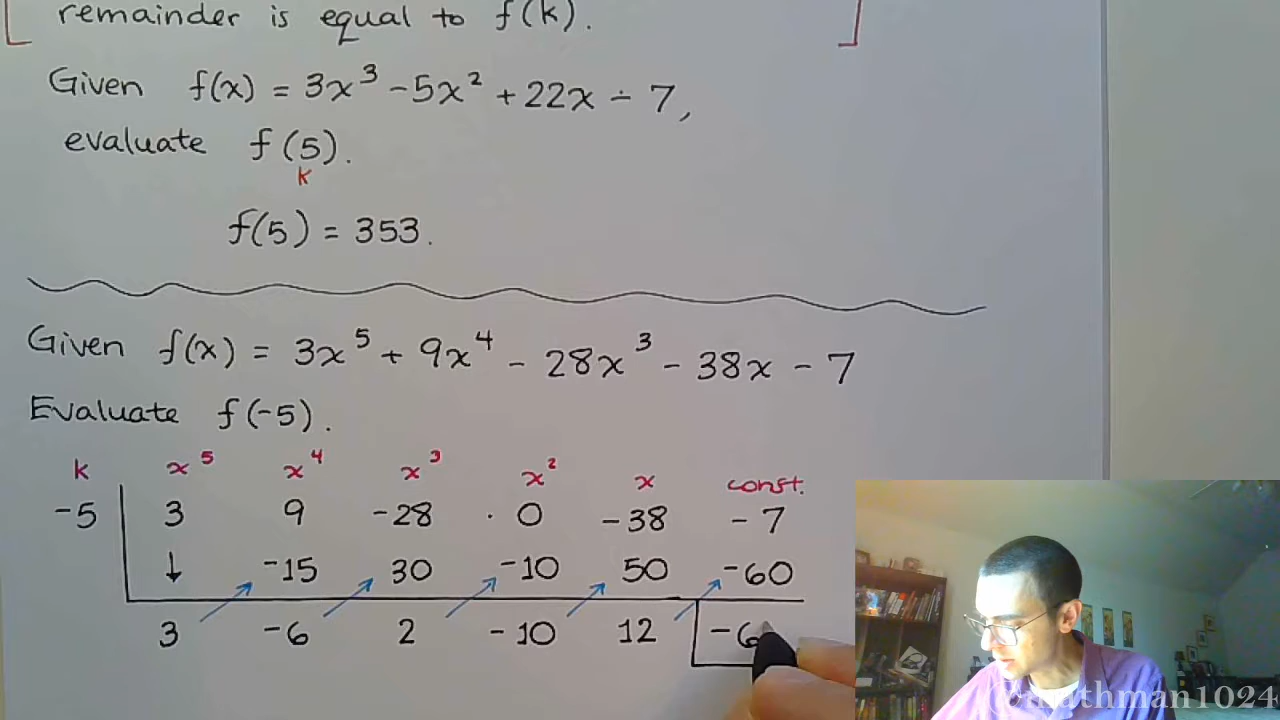 remainder is equal to f(k).
Given f(x) = 3x³ - 5x² + 22x - 7,
evaluate f(5).
k
f(5) = 353.
Given f(x) = 3x⁵ + 9x⁴ - 28x³ - 38x - 7
Evaluate f(-5).
k x⁵ x⁴ x³ x² x const.
-5 3 9 -28 0 -38 -7
↓ -15 30 -10 50 -60
3 -6 2 -10 12 -6
mathman1024